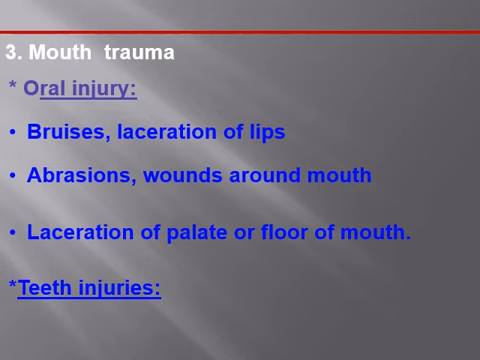 3. Mouth trauma
* Oral injury:
• Bruises, laceration of lips
• Abrasions, wounds around mouth
• Laceration of palate or floor of mouth.
*Teeth injuries: